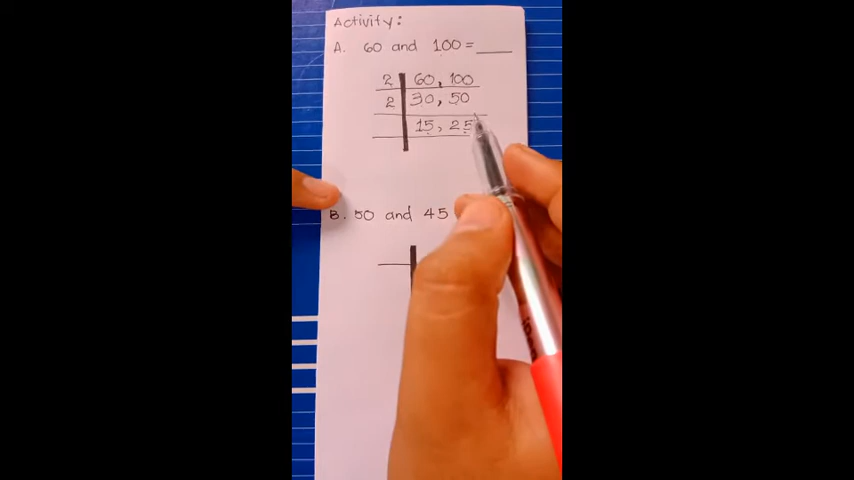 Activity:
A. 60 and 100 = ____
2 60, 100
2 30, 50
15, 25
B. 50 and 45